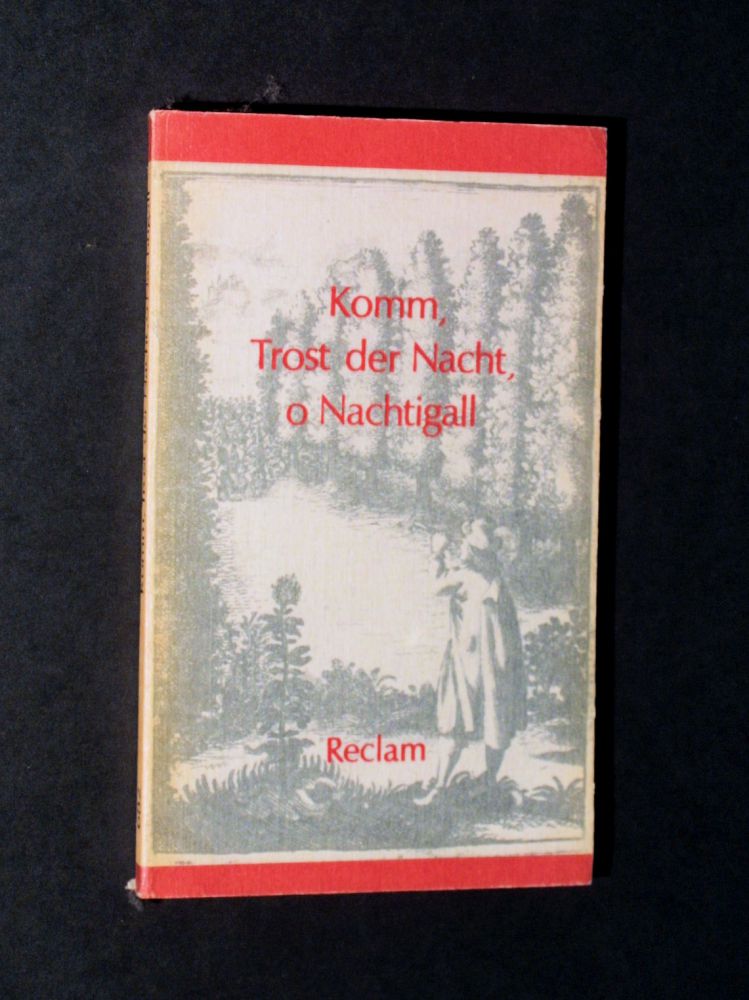 Komm,
Trost der Nacht,
o Nachtigall
Reclam